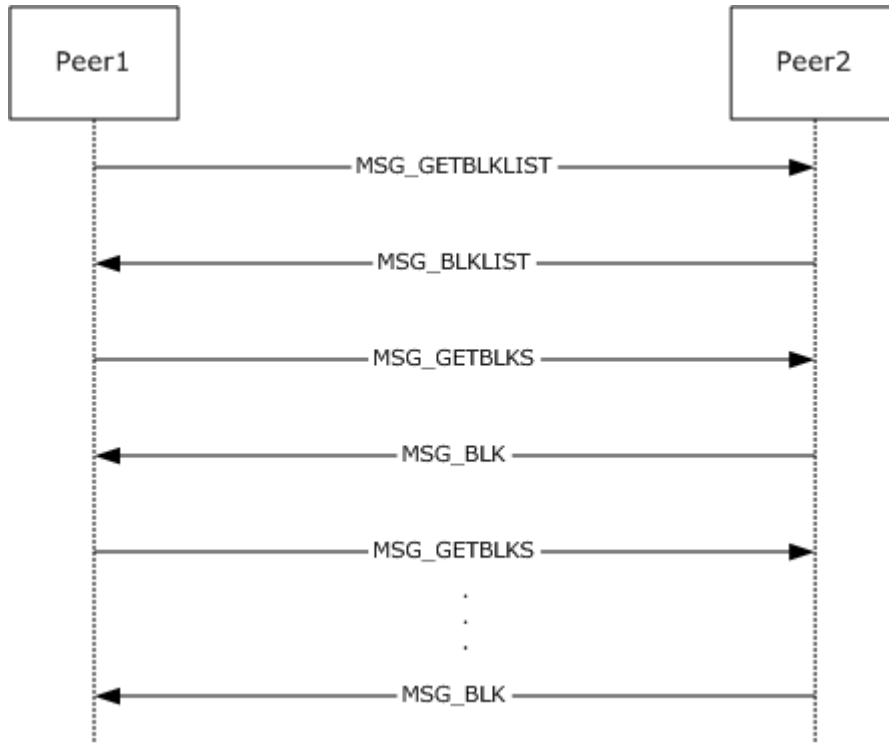 Peer1
Peer2
MSG_GETBLKLIST
MSG_BLKLIST
MSG_GETBLKS
MSG_BLK
MSG_GETBLKS
.
.
.
MSG_BLK